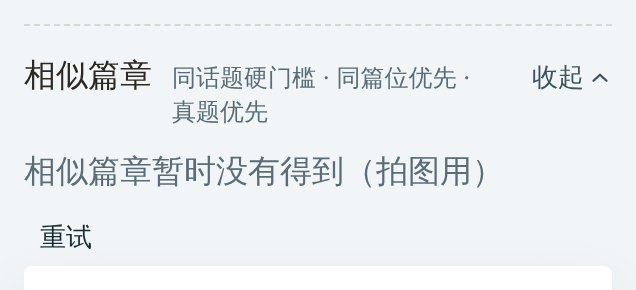 相似篇章
同话题硬门槛 · 同篇位优先 ·
真题优先
收起
相似篇章暂时没有得到（拍图用）
重试